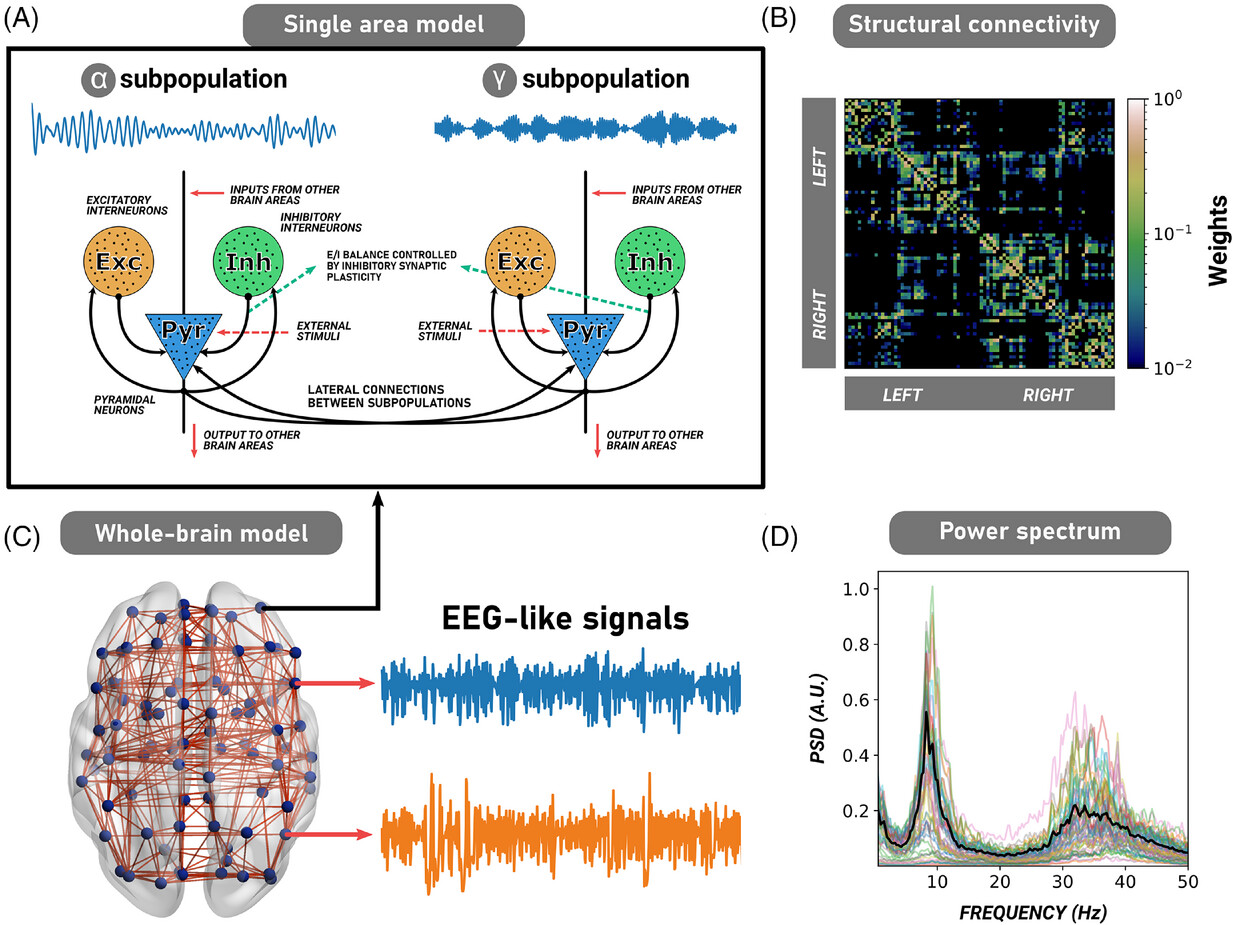 (A)
Single area model
α subpopulation
γ subpopulation
INPUTS FROM OTHER
BRAIN AREAS
INPUTS FROM OTHER
BRAIN AREAS
EXCITATORY
INTERNEURONS
INHIBITORY
INTERNEURONS
E/I BALANCE CONTROLLED
BY INHIBITORY SYNAPTIC
PLASTICITY
Exc
Inh
Exc
Inh
Pyr
Pyr
EXTERNAL
STIMULI
EXTERNAL
STIMULI
LATERAL CONNECTIONS
BETWEEN SUBPOPULATIONS
PYRAMIDAL
NEURONS
OUTPUT TO OTHER
BRAIN AREAS
OUTPUT TO OTHER
BRAIN AREAS
(B)
Structural connectivity
LEFT
RIGHT
LEFT
RIGHT
10⁰
10⁻¹
10⁻²
Weights
(C)
Whole-brain model
EEG-like signals
(D)
Power spectrum
PSD (A.U.)
1.0
0.8
0.6
0.4
0.2
10
20
30
40
50
FREQUENCY (Hz)